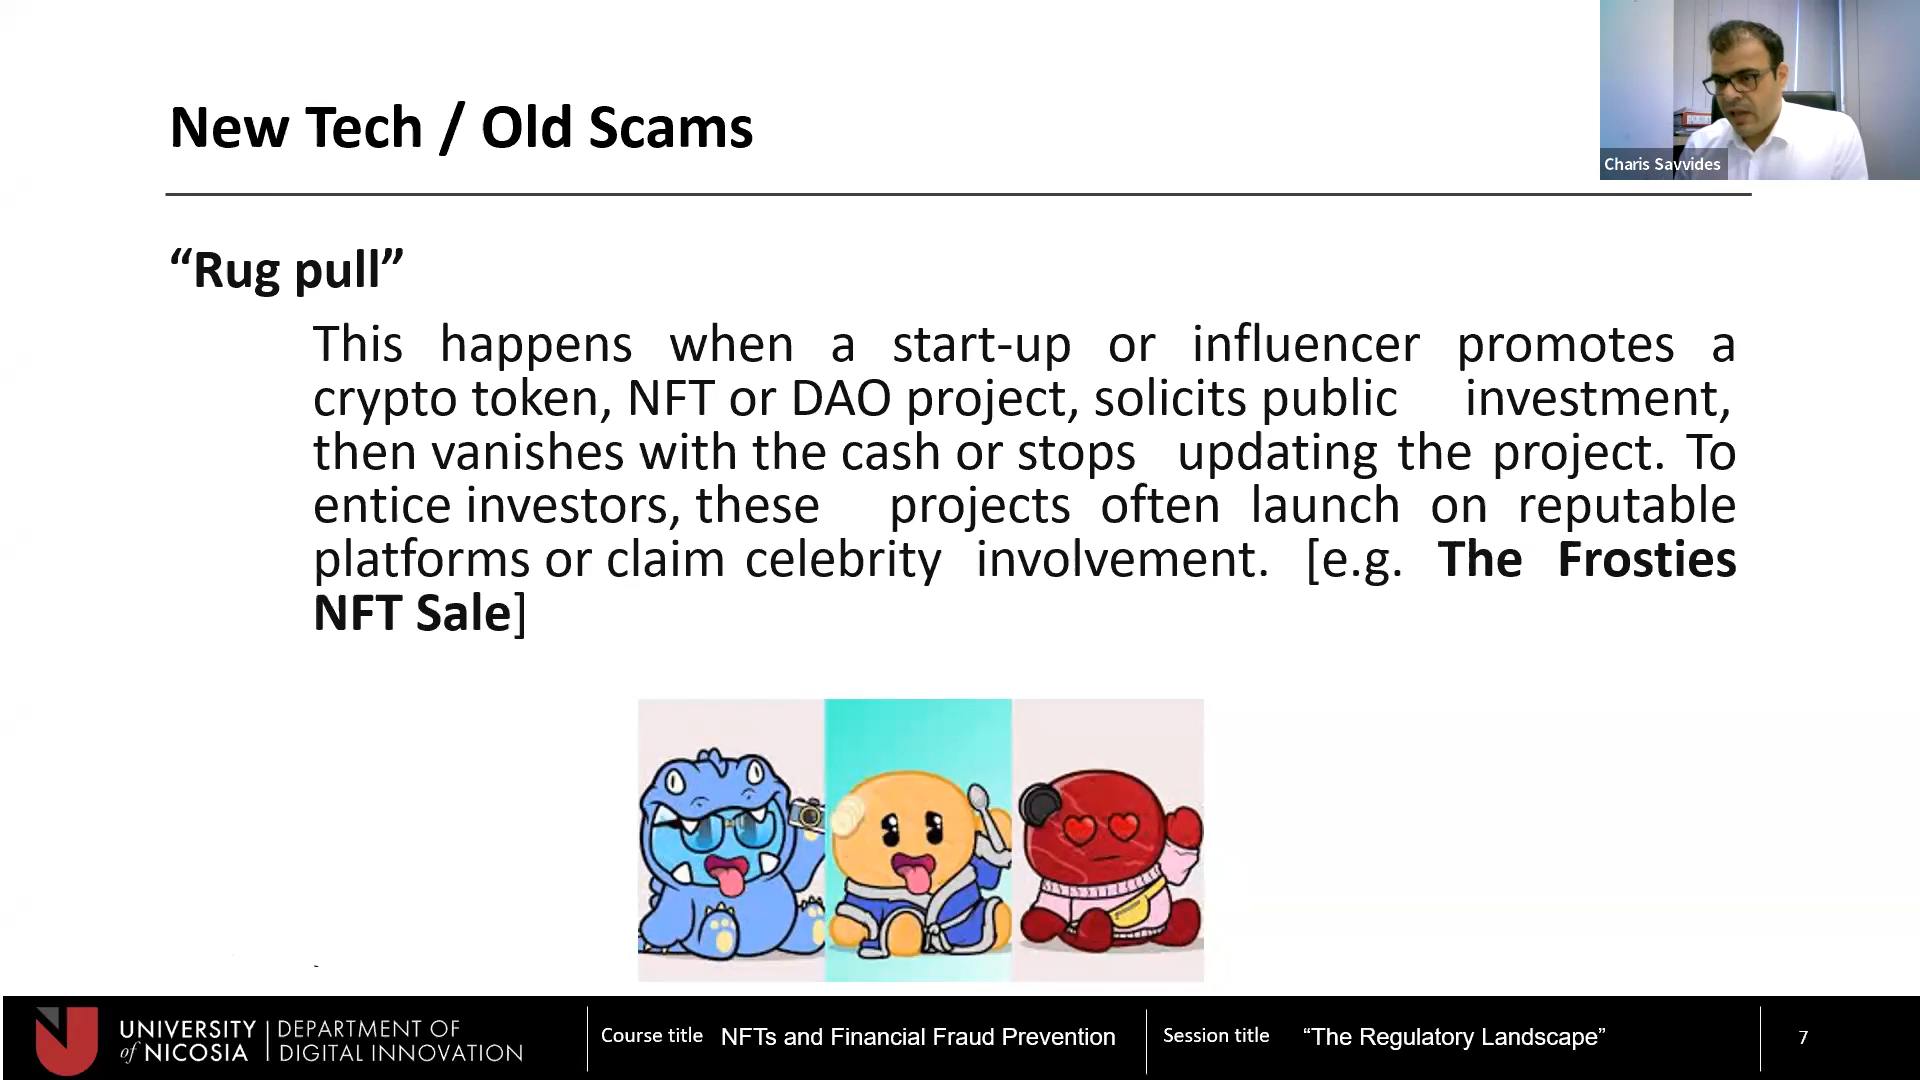 New Tech / Old Scams
Charis Savvides
“Rug pull”
This happens when a start-up or influencer promotes a
crypto token, NFT or DAO project, solicits public investment,
then vanishes with the cash or stops updating the project. To
entice investors, these projects often launch on reputable
platforms or claim celebrity involvement. [e.g. The Frosties
NFT Sale]
UNIVERSITY
of NICOSIA
DEPARTMENT OF
DIGITAL INNOVATION
Course title NFTs and Financial Fraud Prevention
Session title “The Regulatory Landscape”
7